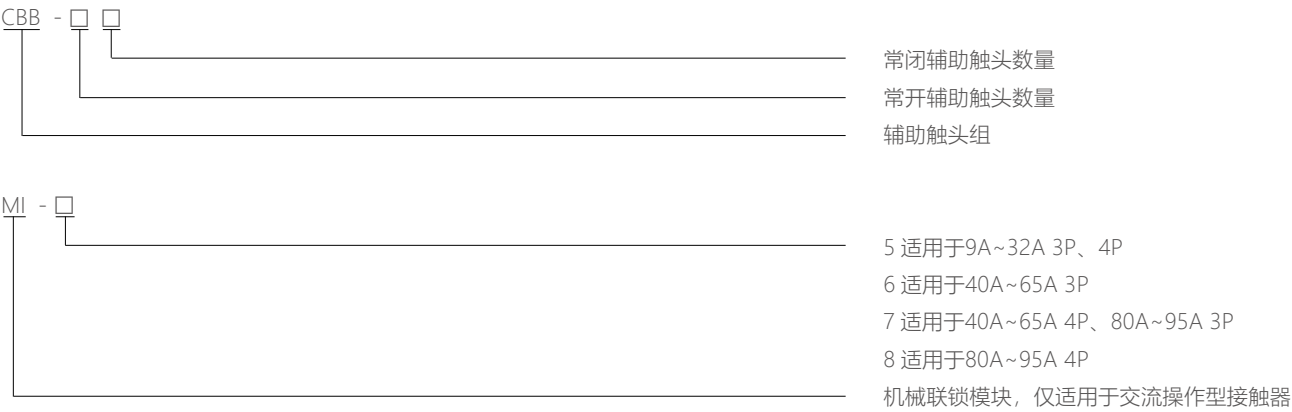 CBB - □ □
常闭辅助触头数量
常开辅助触头数量
辅助触头组
MI - □
5 适用于9A~32A 3P、4P
6 适用于40A~65A 3P
7 适用于40A~65A 4P、80A~95A 3P
8 适用于80A~95A 4P
机械联锁模块，仅适用于交流操作型接触器